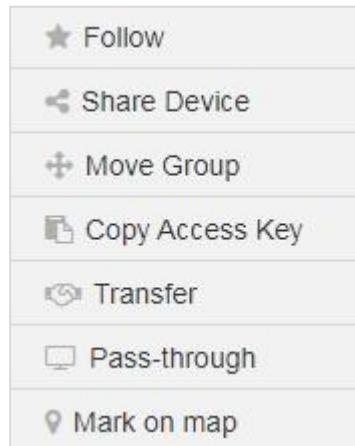 Follow
Share Device
Move Group
Copy Access Key
Transfer
Pass-through
Mark on map